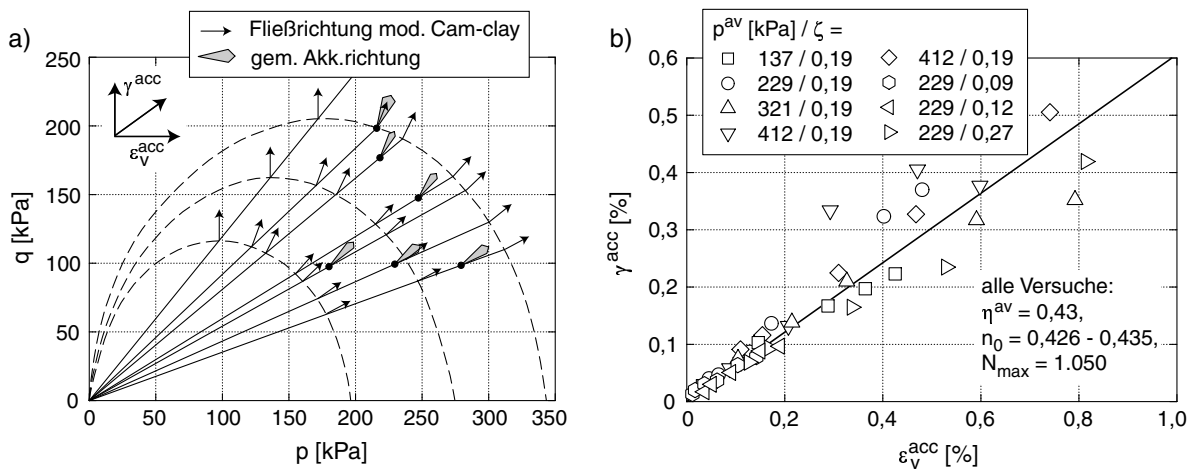 a)
Fließrichtung mod. Cam-clay
gem. Akk.richtung
γ^acc
ε_v^acc
250
200
150
100
50
0
q [kPa]
0 50 100 150 200 250 300 350
p [kPa]
b)
p^av [kPa] / ζ =
137 / 0,19
229 / 0,19
321 / 0,19
412 / 0,19
412 / 0,19
229 / 0,09
229 / 0,12
229 / 0,27
0,6
0,5
0,4
0,3
0,2
0,1
0
γ^acc [%]
alle Versuche:
η^av = 0,43,
n_0 = 0,426 - 0,435,
N_max = 1.050
0 0,2 0,4 0,6 0,8 1,0
ε_v^acc [%]